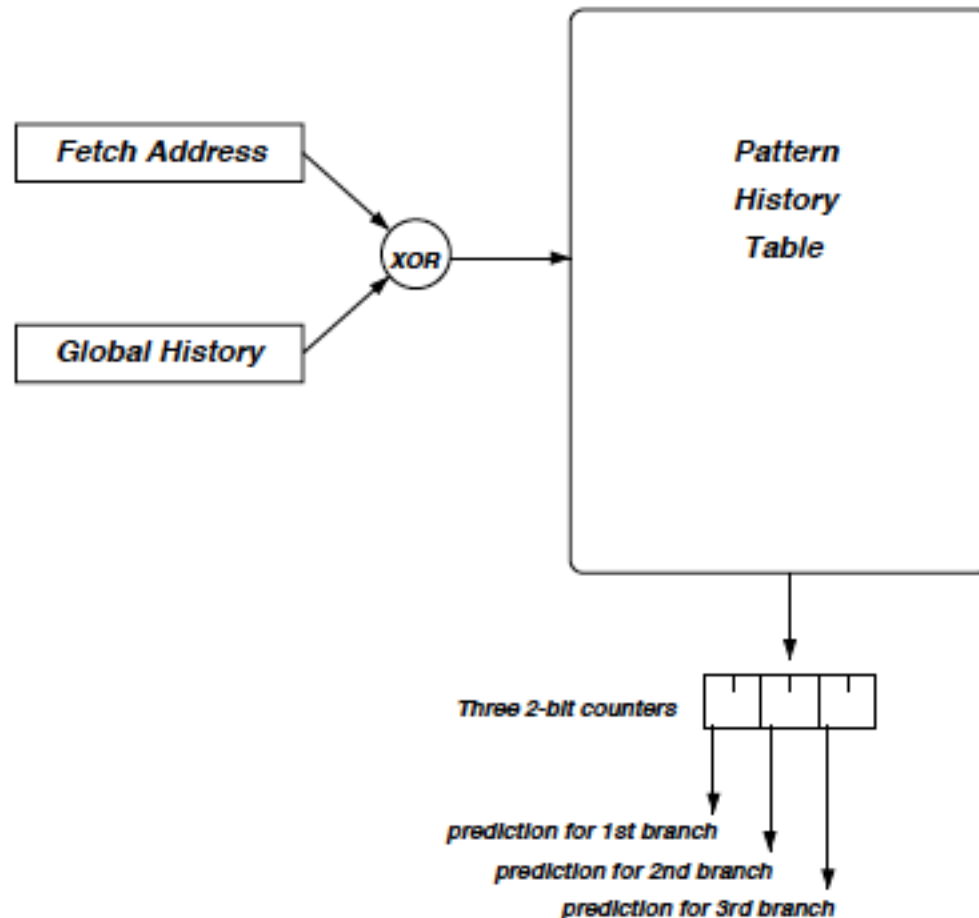 Fetch Address
Pattern
History
Table
XOR
Global History
Three 2-bit counters
prediction for 1st branch
prediction for 2nd branch
prediction for 3rd branch